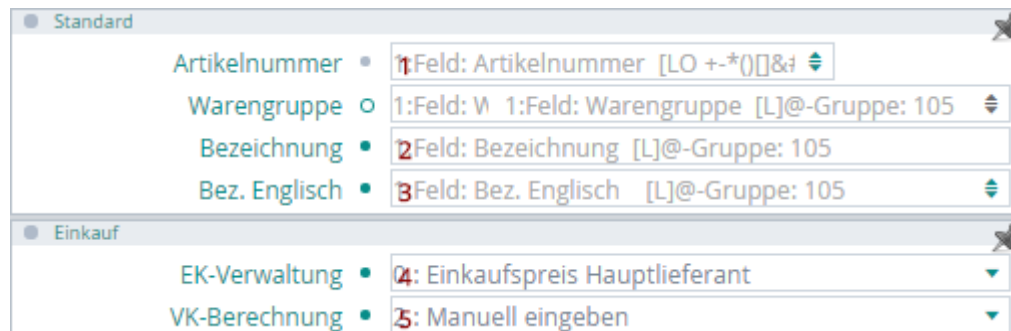 Standard
Artikelnummer 1:Feld: Artikelnummer [LO +-*()[]&#
Warengruppe 1:Feld: W 1:Feld: Warengruppe [L]@-Gruppe: 105
Bezeichnung 2:Feld: Bezeichnung [L]@-Gruppe: 105
Bez. Englisch 3:Feld: Bez. Englisch [L]@-Gruppe: 105
Einkauf
EK-Verwaltung 4: Einkaufspreis Hauptlieferant
VK-Berechnung 5: Manuell eingeben